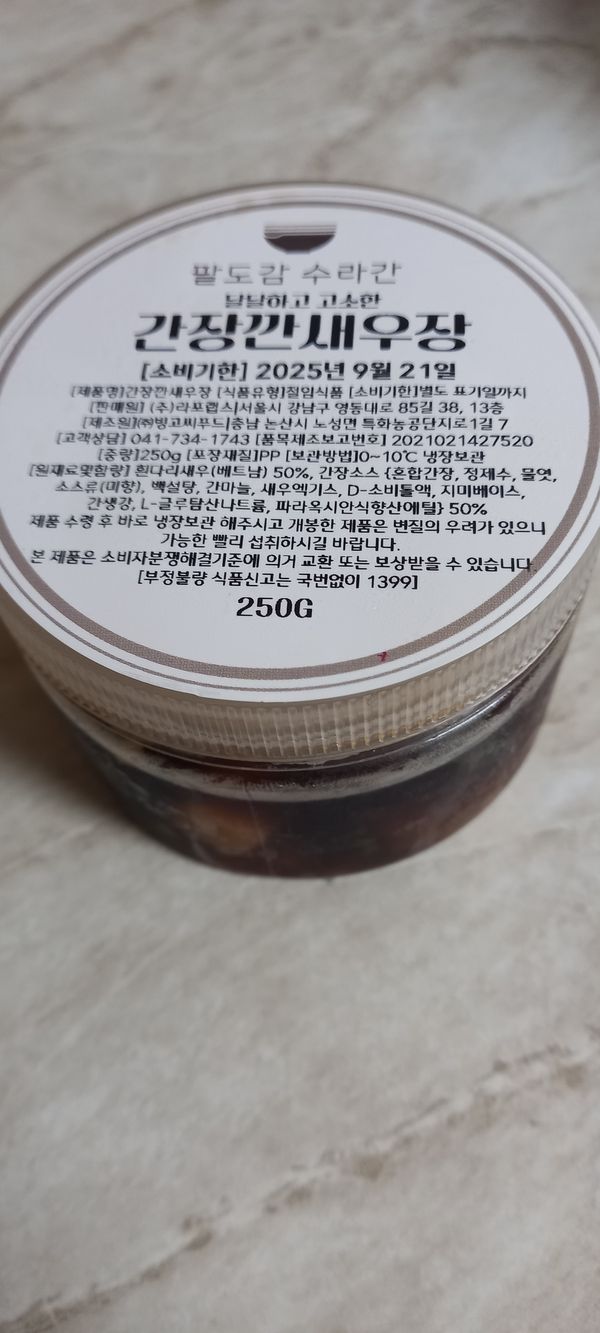 팔도감 수라간
날날하고 고소한
간장깐새우장
[소비기한] 2025년 9월 21일
[제품명]간장깐새우장 [식품유형]절임식품 [소비기한]별도 표기일까지
[판매원] (주)라포랩스|서울시 강남구 영동대로 85길 38, 13층
[제조원]㈜빙고씨푸드|충남 논산시 노성면 특화농공단지로1길 7
[고객상담] 041-734-1743 [품목제조보고번호] 2021021427520
[중량]250g [포장재질]PP [보관방법]0~10℃ 냉장보관
[원재료및함량] 흰다리새우(베트남) 50%, 간장소스 {혼합간장, 정제수, 물엿,
소스류(미향), 백설탕, 간마늘, 새우엑기스, D-소비톨액, 지미베이스,
간생강, L-글루탐산나트륨, 파라옥시안식향산에틸} 50%
제품 수령 후 바로 냉장보관 해주시고 개봉한 제품은 변질의 우려가 있으니
가능한 빨리 섭취하시길 바랍니다.
본 제품은 소비자분쟁해결기준에 의거 교환 또는 보상받을 수 있습니다.
[부정불량 식품신고는 국번없이 1399]
250G